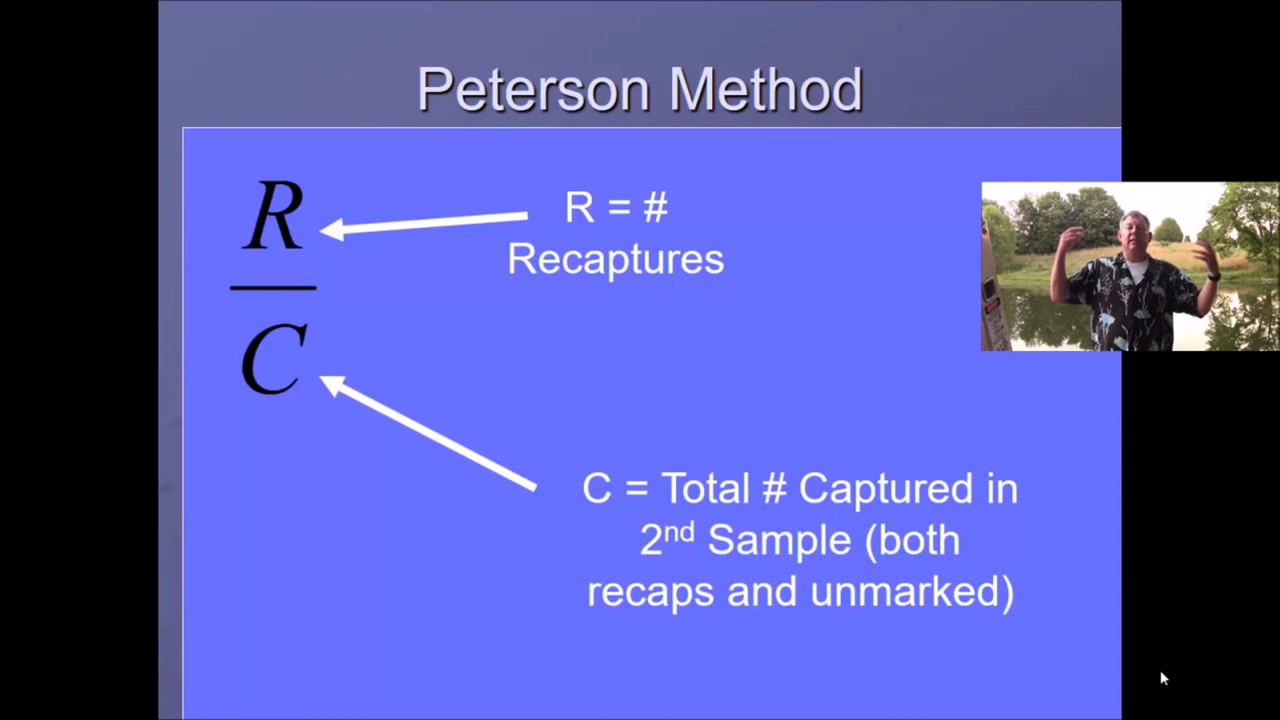 Peterson Method
R
C
R = #
Recaptures
C = Total # Captured in
2nd Sample (both
recaps and unmarked)